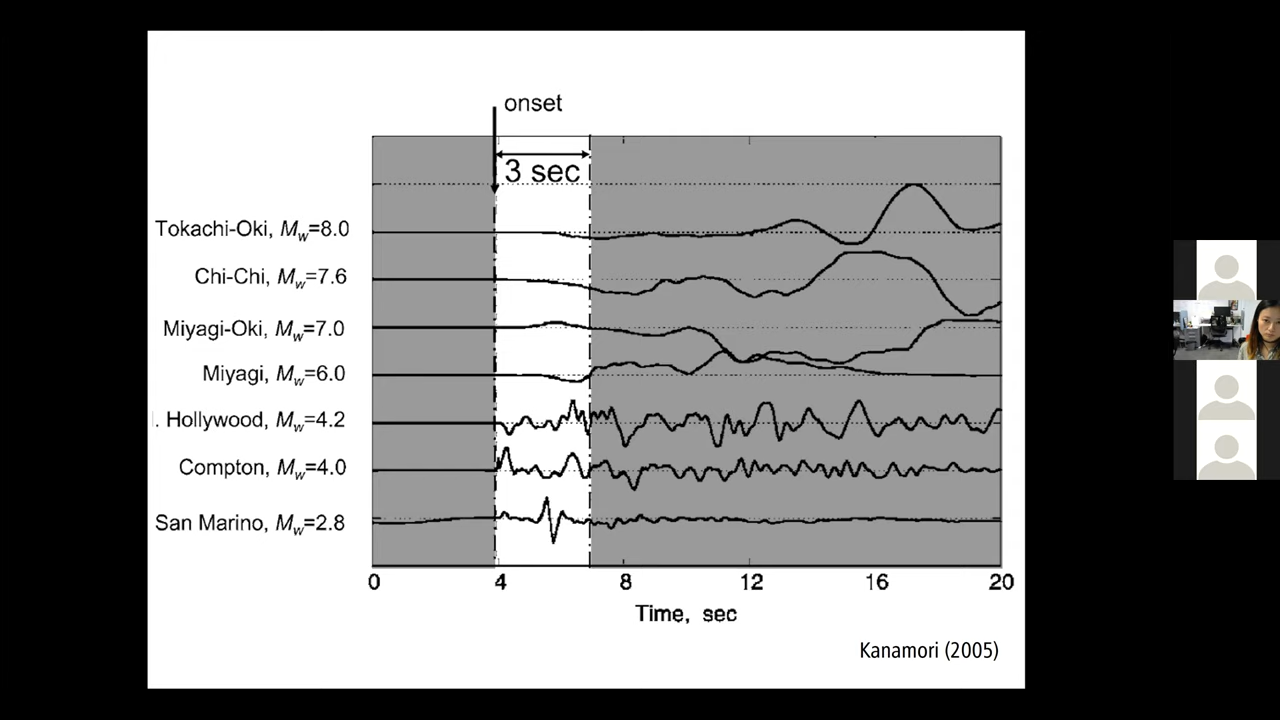 onset
3 sec
Tokachi-Oki, Mw=8.0
Chi-Chi, Mw=7.6
Miyagi-Oki, Mw=7.0
Miyagi, Mw=6.0
. Hollywood, Mw=4.2
Compton, Mw=4.0
San Marino, Mw=2.8
0 4 8 12 16 20
Time, sec
Kanamori (2005)